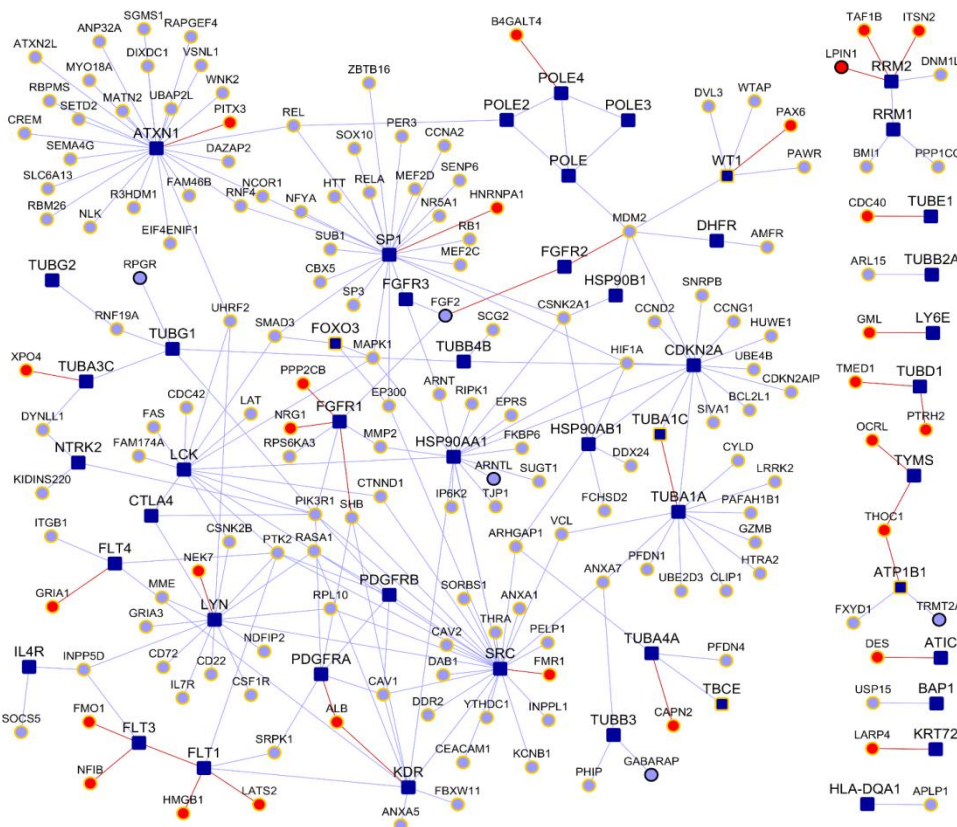 B4GALT4
TAF1B
ITSN2
SGMS1
ANP32A
RAPGEF4
ATXN2L
DIXDC1
VSNL1
LPIN1
RRM2
DNM1L
MYO18A
ZBTB16
POLE4
WNK2
RBPMS
MATN2
UBAP2L
SETD2
PITX3
DVL3
WTAP
POLE2
POLE3
PAX6
RRM1
CREM
ATXN1
REL
PER3
SOX10
CCNA2
SEMA4G
DAZAP2
POLE
WT1
PAWR
BMI1
PPP1CC
SENP6
SLC6A13
R3HDM1
FAM46B
NCOR1
HTT
RELA
MEF2D
HNRNPA1
CDC40
TUBE1
RBM26
NLK
RNF4
NFYA
NR5A1
MDM2
DHFR
EIF4ENIF1
SUB1
SP1
RB1
AMFR
MEF2C
FGFR2
ARL15
TUBB2A
TUBG2
RPGR
CBX5
FGFR3
HSP90B1
SNRPB
SP3
FGF2
CSNK2A1
CCND2
CCNG1
GML
LY6E
RNF19A
UHRF2
SMAD3
FOXO3
SCG2
HUWE1
TUBG1
MAPK1
TUBB4B
HIF1A
CDKN2A
UBE4B
XPO4
TUBA3C
PPP2CB
EP300
ARNT
RIPK1
CDKN2AIP
TMED1
TUBD1
CDC42
LAT
FGFR1
EPRS
BCL2L1
DYNLL1
FAS
NRG1
SIVA1
PTRH2
NTRK2
FAM174A
RPS6KA3
MMP2
HSP90AA1
FKBP6
HSP90AB1
TUBA1C
OCRL
LCK
ARNTL
DDX24
CYLD
TYMS
KIDINS220
CTNND1
SUGT1
LRRK2
CTLA4
PIK3R1
SHB
IP6K2
TJP1
FCHSD2
TUBA1A
PAFAH1B1
ITGB1
CSNK2B
VCL
GZMB
THOC1
FLT4
PTK2
RASA1
ARHGAP1
PFDN1
HTRA2
NEK7
CLIP1
GRIA1
MME
PDGFRB
ANXA7
UBE2D3
ATP1B1
LYN
RPL10
SORBS1
ANXA1
GRIA3
THRA
FXYD1
TRMT2A
NDFIP2
CAV2
PELP1
TUBA4A
IL4R
INPP5D
CD72
CD22
PDGFRA
DAB1
SRC
FMR1
PFDN4
DES
ATIC
IL7R
CSF1R
CAV1
TBCE
SOCS5
FMO1
ALB
DDR2
YTHDC1
INPPL1
CAPN2
USP15
BAP1
FLT3
SRPK1
TUBB3
FLT1
CEACAM1
KCNB1
LARP4
KRT72
NFIB
KDR
FBXW11
PHIP
GABARAP
HMGB1
LATS2
HLA-DQA1
APLP1
ANXA5